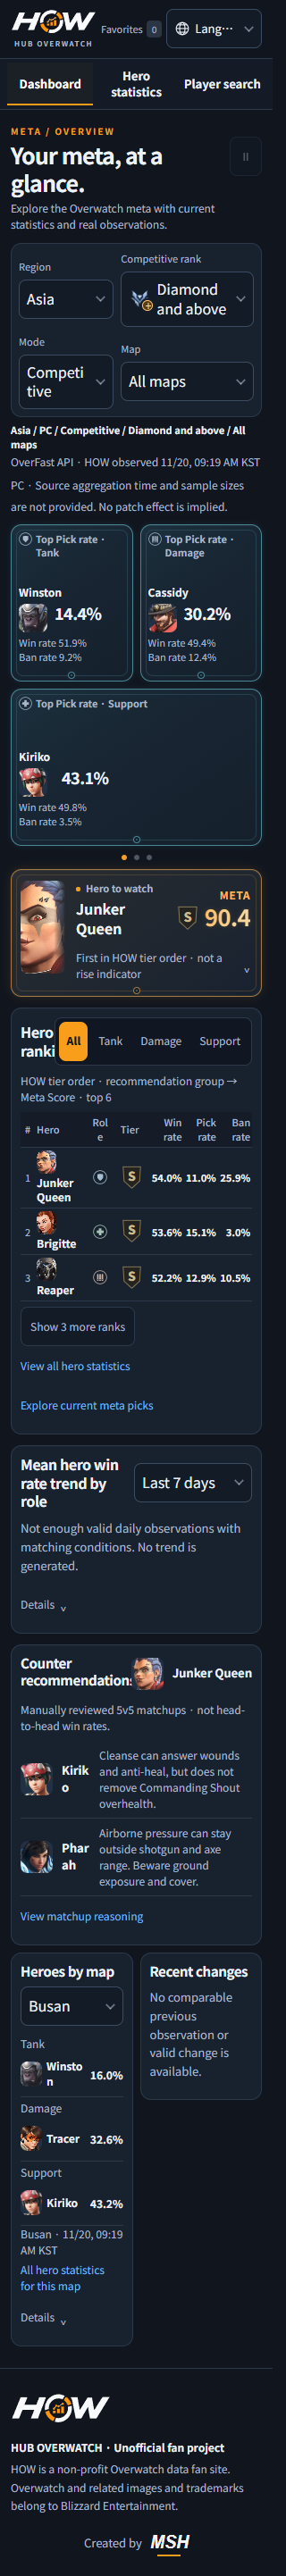 HOW
HUB OVERWATCH
Favorites 0
Lang...
Dashboard
Hero
statistics
Player search
META / OVERVIEW
Your meta, at a
glance.
Explore the Overwatch meta with current
statistics and real observations.
Region
Asia
Competitive rank
Diamond
and above
Mode
Competi
tive
Map
All maps
Asia / PC / Competitive / Diamond and above / All
maps
OverFast API · HOW observed 11/20, 09:19 AM KST
PC · Source aggregation time and sample sizes
are not provided. No patch effect is implied.
Top Pick rate ·
Tank
Winston
14.4%
Win rate 51.9%
Ban rate 9.2%
Top Pick rate ·
Damage
Cassidy
30.2%
Win rate 49.4%
Ban rate 12.4%
Top Pick rate · Support
Kiriko
43.1%
Win rate 49.8%
Ban rate 3.5%
Hero to watch
Junker
Queen
META
S 90.4
First in HOW tier order · not a
rise indicator
Hero
ranki
All
Tank
Damage
Support
HOW tier order · recommendation group →
Meta Score · top 6
# Hero Rol
e Tier Win
rate Pick
rate Ban
rate
1 Junker
Queen S 54.0% 11.0% 25.9%
2 Brigitte S 53.6% 15.1% 3.0%
3 Reaper S 52.2% 12.9% 10.5%
Show 3 more ranks
View all hero statistics
Explore current meta picks
Mean hero win
rate trend by
role
Last 7 days
Not enough valid daily observations with
matching conditions. No trend is
generated.
Details
Counter
recommendations
Junker Queen
Manually reviewed 5v5 matchups · not head-
to-head win rates.
Kirik
o
Cleanse can answer wounds
and anti-heal, but does not
remove Commanding Shout
overhealth.
Phar
ah
Airborne pressure can stay
outside shotgun and axe
range. Beware ground
exposure and cover.
View matchup reasoning
Heroes by map
Busan
Tank
Winsto
n
16.0%
Damage
Tracer 32.6%
Support
Kiriko 43.2%
Busan · 11/20, 09:19
AM KST
All hero statistics
for this map
Details
Recent changes
No comparable
previous
observation or
valid change is
available.
HOW
HUB OVERWATCH · Unofficial fan project
HOW is a non-profit Overwatch data fan site.
Overwatch and related images and trademarks
belong to Blizzard Entertainment.
Created by MSH